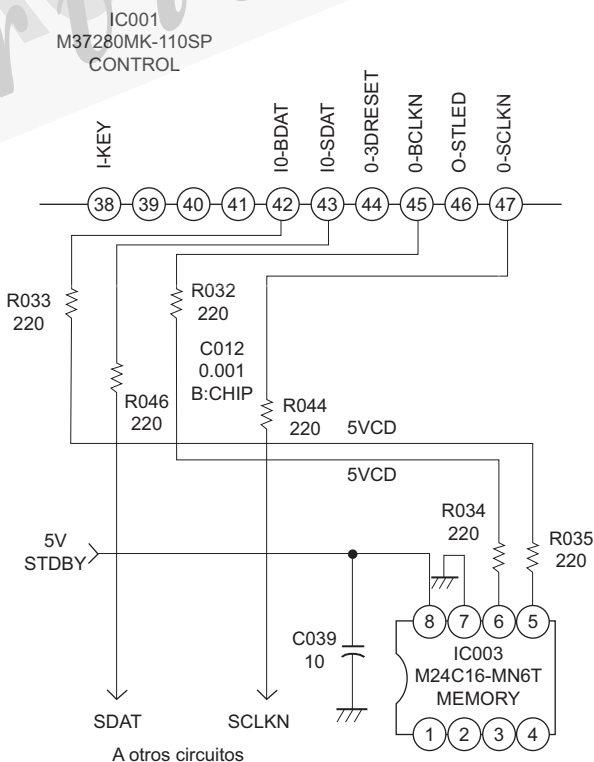 IC001
M37280MK-110SP
CONTROL
I-KEY
I0-BDAT
I0-SDAT
0-3DRESET
0-BCLKN
O-STLED
0-SCLKN
38 39 40 41 42 43 44 45 46 47
R033
220
R032
220
C012
0.001
B:CHIP
R046
220
R044
220
5VCD
5VCD
R034
220
R035
220
5V
STDBY
8 7 6 5
C039
10
IC003
M24C16-MN6T
MEMORY
1 2 3 4
SDAT
SCLKN
A otros circuitos